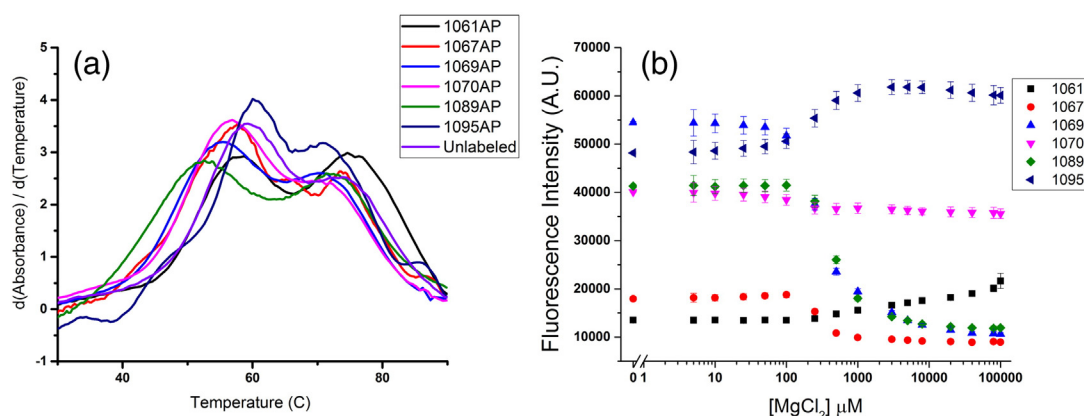 (a)
1061AP
1067AP
1069AP
1070AP
1089AP
1095AP
Unlabeled
5
4
3
2
1
0
-1
d(Absorbance) / d(Temperature)
40
60
80
Temperature (C)
(b)
70000
60000
50000
40000
30000
20000
10000
Fluorescence Intensity (A.U.)
0 1
10
100
1000
10000
100000
[MgCl2] µM
1061
1067
1069
1070
1089
1095